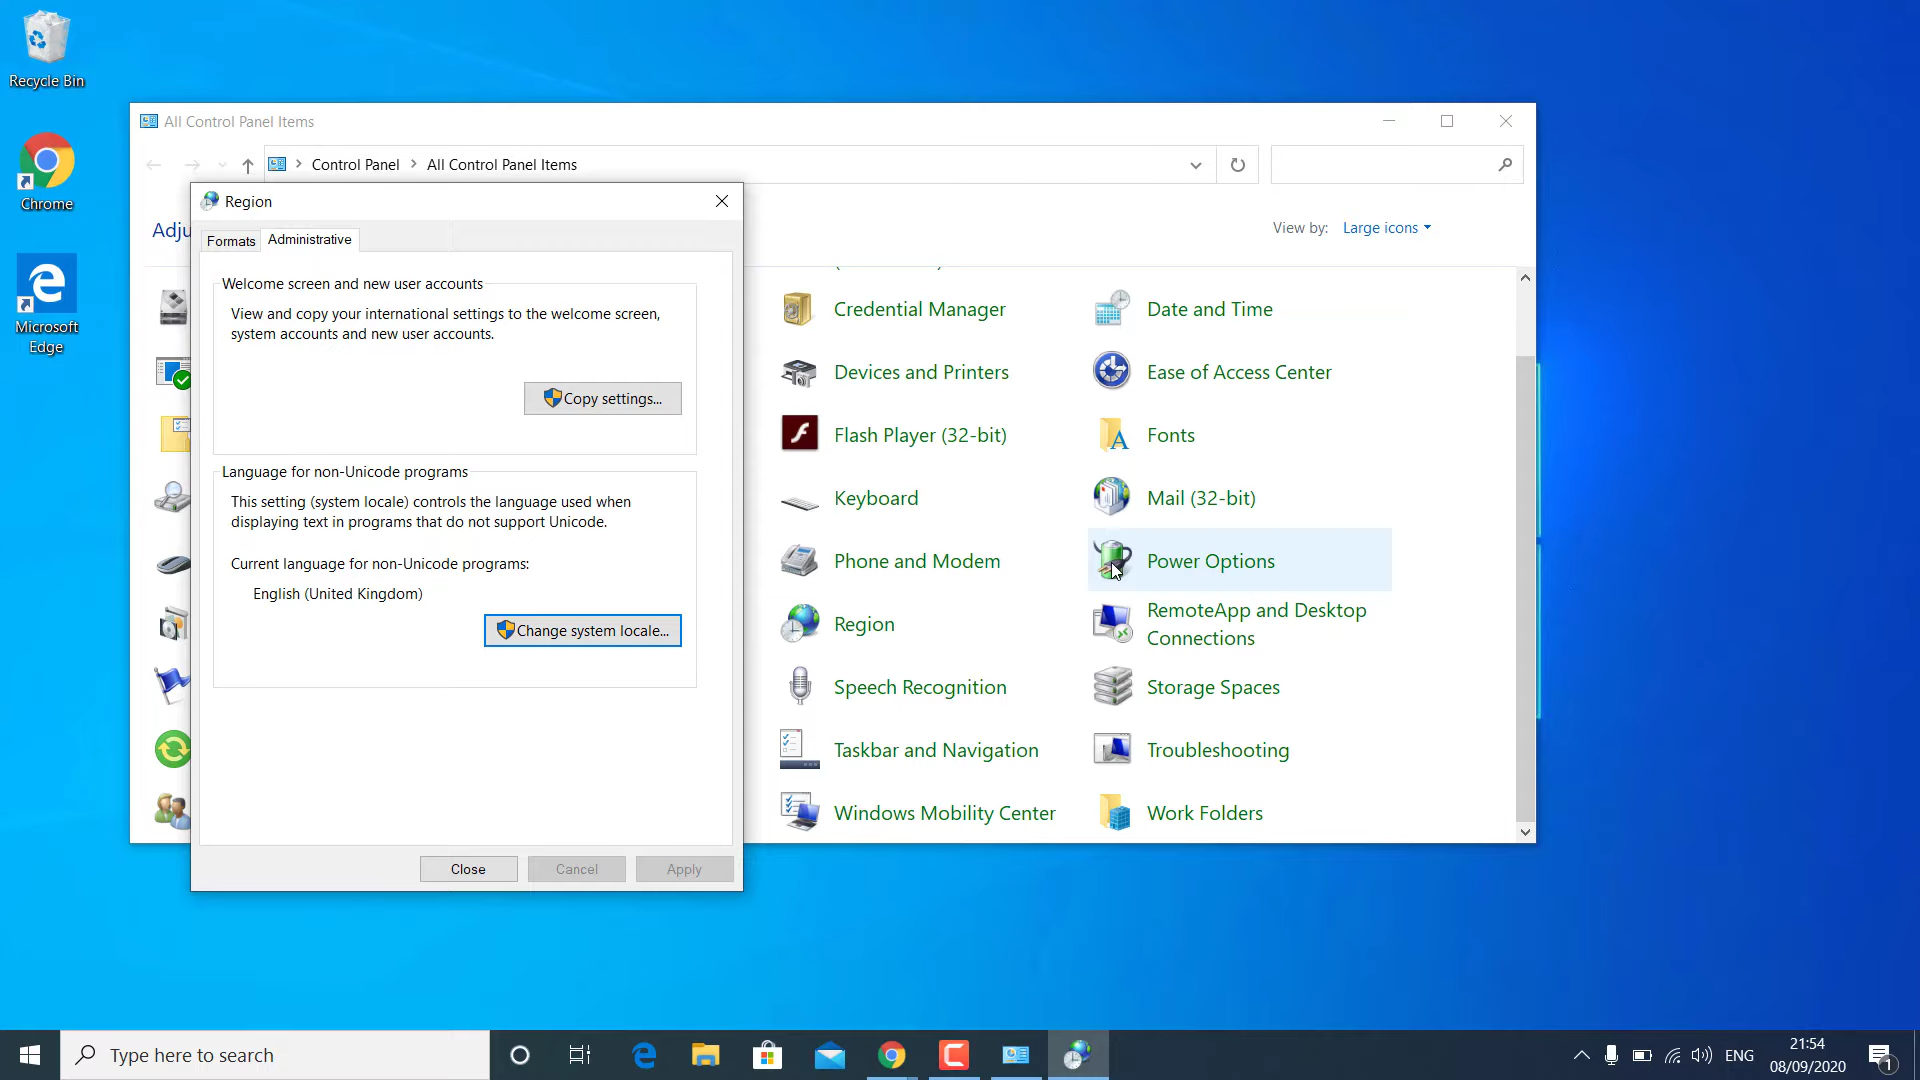 Recycle Bin
Chrome
Microsoft
Edge
All Control Panel Items
Control Panel
All Control Panel Items
Adju
View by:
Large icons
Region
Formats
Administrative
Welcome screen and new user accounts
View and copy your international settings to the welcome screen,
system accounts and new user accounts.
Copy settings...
Language for non-Unicode programs
This setting (system locale) controls the language used when
displaying text in programs that do not support Unicode.
Current language for non-Unicode programs:
English (United Kingdom)
Change system locale...
Close
Cancel
Apply
Credential Manager
Date and Time
Devices and Printers
Ease of Access Center
Flash Player (32-bit)
Fonts
Keyboard
Mail (32-bit)
Phone and Modem
Power Options
Region
RemoteApp and Desktop
Connections
Speech Recognition
Storage Spaces
Taskbar and Navigation
Troubleshooting
Windows Mobility Center
Work Folders
Type here to search
ENG
21:54
08/09/2020
1